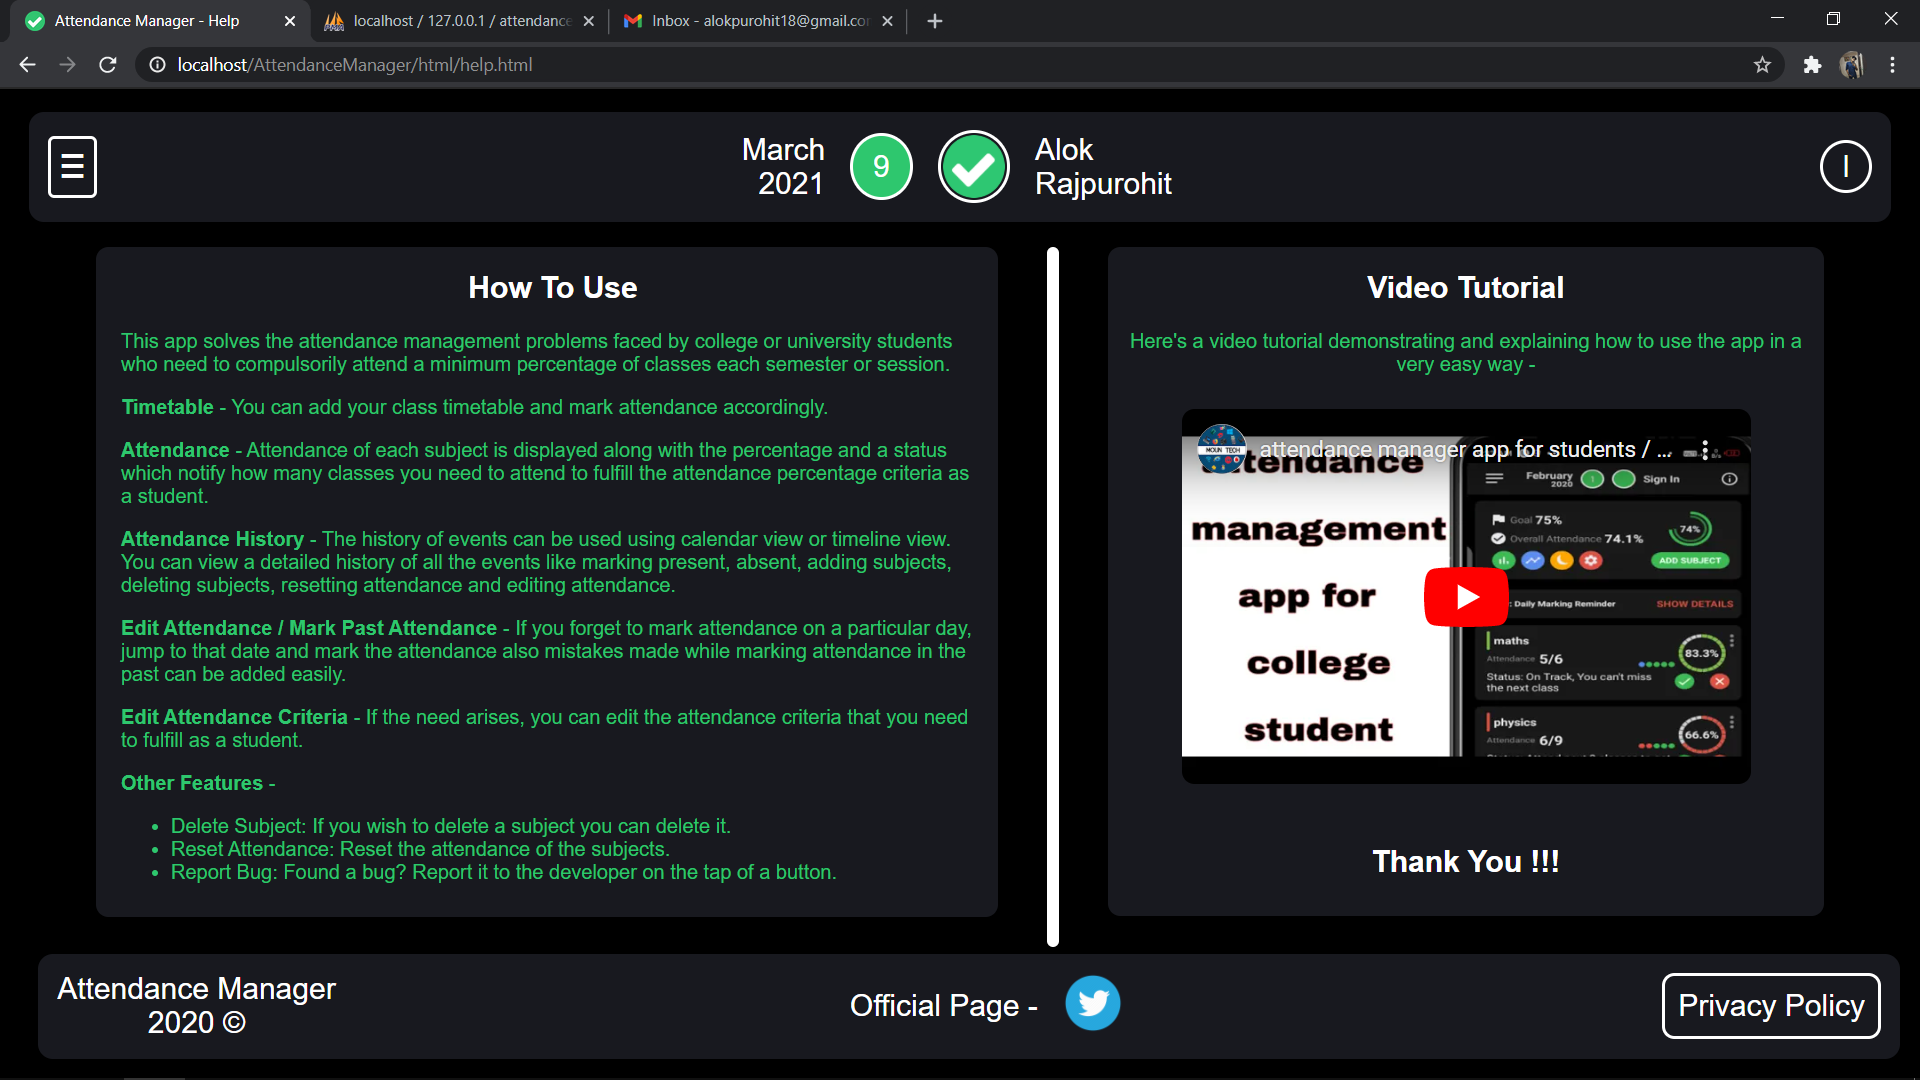 Attendance Manager - Help
localhost / 127.0.0.1 / attendance
Inbox - alokpurohit18@gmail.co
localhost/AttendanceManager/html/help.html
March
2021
9
Alok
Rajpurohit
How To Use
This app solves the attendance management problems faced by college or university students
who need to compulsorily attend a minimum percentage of classes each semester or session.
Timetable - You can add your class timetable and mark attendance accordingly.
Attendance - Attendance of each subject is displayed along with the percentage and a status
which notify how many classes you need to attend to fulfill the attendance percentage criteria as
a student.
Attendance History - The history of events can be used using calendar view or timeline view.
You can view a detailed history of all the events like marking present, absent, adding subjects,
deleting subjects, resetting attendance and editing attendance.
Edit Attendance / Mark Past Attendance - If you forget to mark attendance on a particular day,
jump to that date and mark the attendance also mistakes made while marking attendance in the
past can be added easily.
Edit Attendance Criteria - If the need arises, you can edit the attendance criteria that you need
to fulfill as a student.
Other Features -
• Delete Subject: If you wish to delete a subject you can delete it.
• Reset Attendance: Reset the attendance of the subjects.
• Report Bug: Found a bug? Report it to the developer on the tap of a button.
Video Tutorial
Here's a video tutorial demonstrating and explaining how to use the app in a
very easy way -
MOUN TECH
attendance manager app for students / ...
attendance
management
app for
college
student
February
2020
1
Sign In
Goal 75%
Overall Attendance 74.1%
74%
ADD SUBJECT
: Daily Marking Reminder
SHOW DETAILS
maths
Attendance 5/6
83.3%
Status: On Track, You can't miss
the next class
physics
Attendance 6/9
66.6%
Thank You !!!
Attendance Manager
2020 ©
Official Page -
Privacy Policy